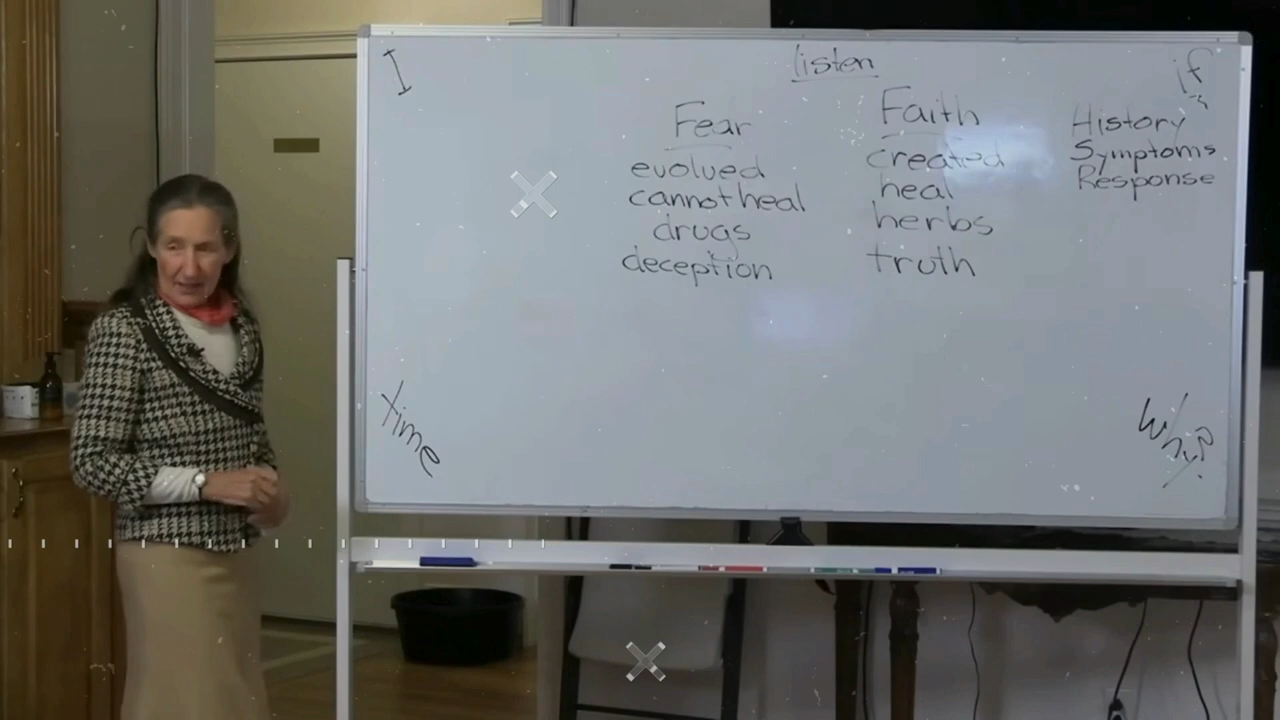 I
listen
if
Fear
evolved
cannot heal
drugs
deception
Faith
created
heal
herbs
truth
History
Symptoms
Response
time
Why?